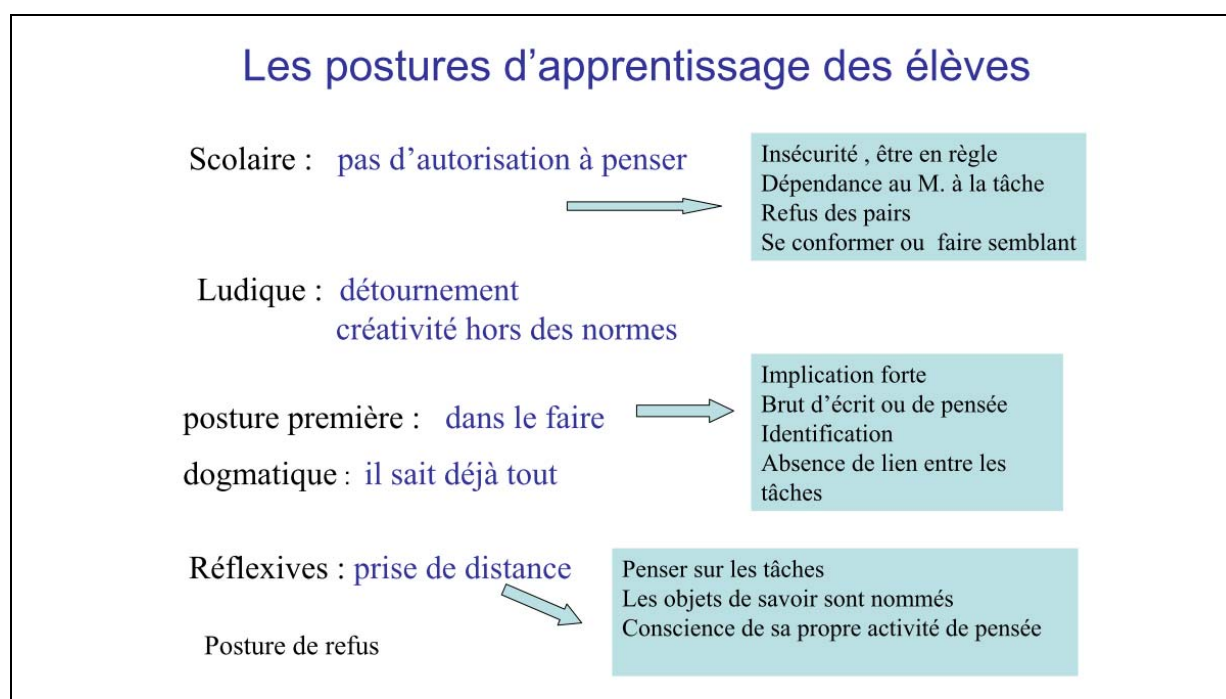 Les postures d'apprentissage des élèves
Scolaire : pas d'autorisation à penser
Insécurité , être en règle
Dépendance au M. à la tâche
Refus des pairs
Se conformer ou faire semblant
Ludique : détournement
créativité hors des normes
posture première : dans le faire
Implication forte
Brut d'écrit ou de pensée
Identification
Absence de lien entre les
tâches
dogmatique : il sait déjà tout
Réflexives : prise de distance
Penser sur les tâches
Les objets de savoir sont nommés
Conscience de sa propre activité de pensée
Posture de refus